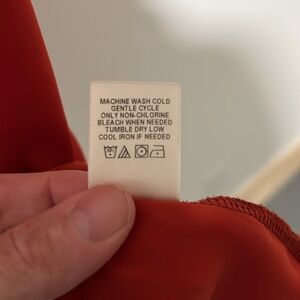 MACHINE WASH COLD
GENTLE CYCLE
ONLY NON-CHLORINE
BLEACH WHEN NEEDED
TUMBLE DRY LOW
COOL IRON IF NEEDED